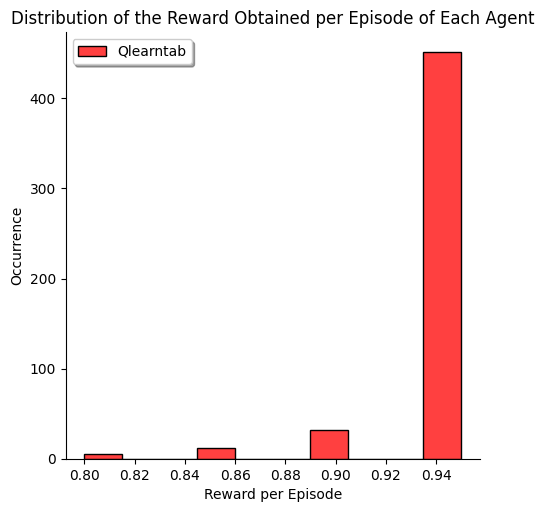 Distribution of the Reward Obtained per Episode of Each Agent
Qlearntab
Occurrence
400
300
200
100
0
0.80 0.82 0.84 0.86 0.88 0.90 0.92 0.94
Reward per Episode